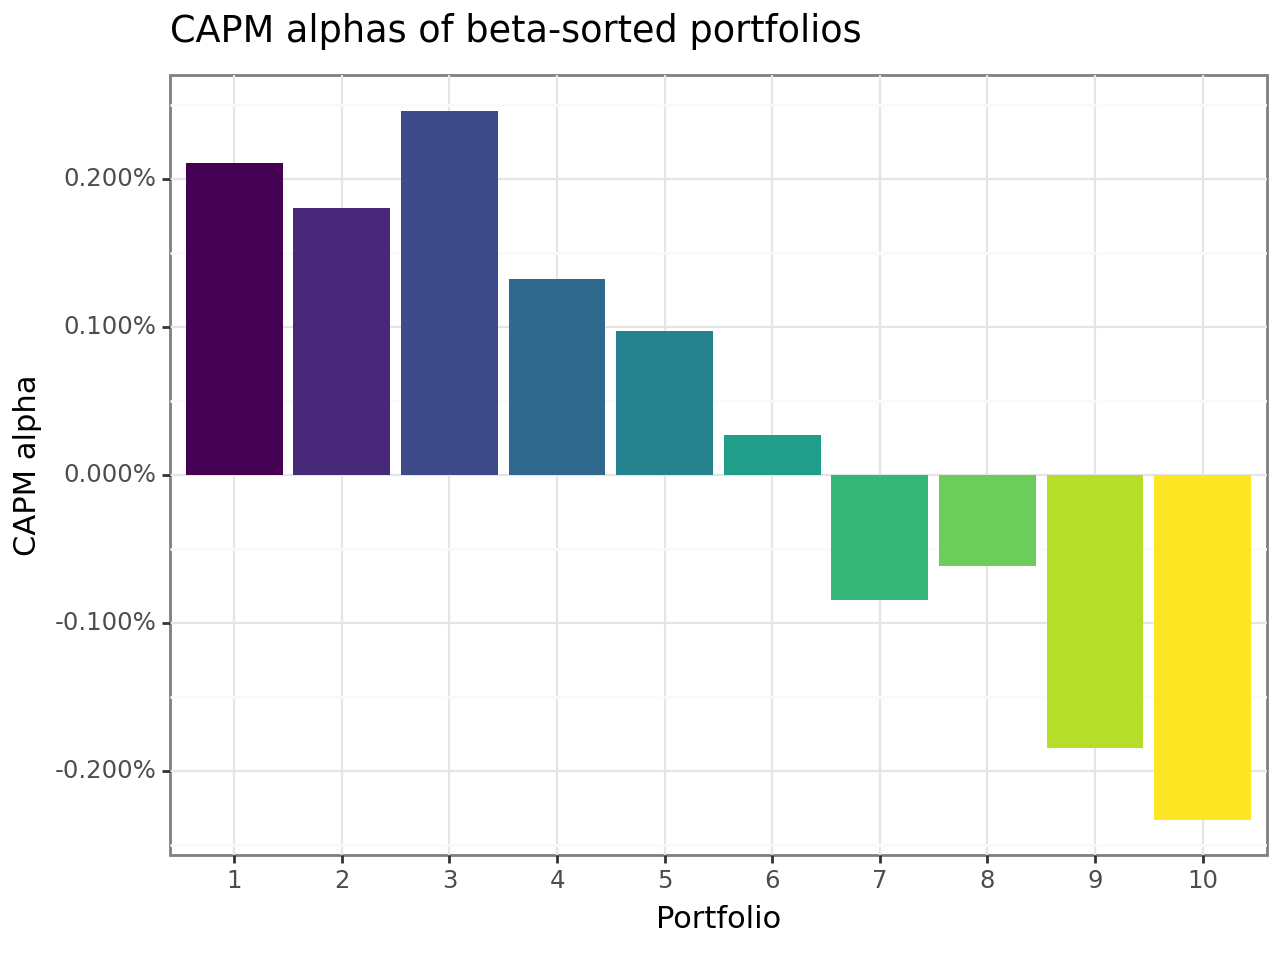 CAPM alphas of beta-sorted portfolios
0.200%
0.100%
0.000%
-0.100%
-0.200%
CAPM alpha
1 2 3 4 5 6 7 8 9 10
Portfolio